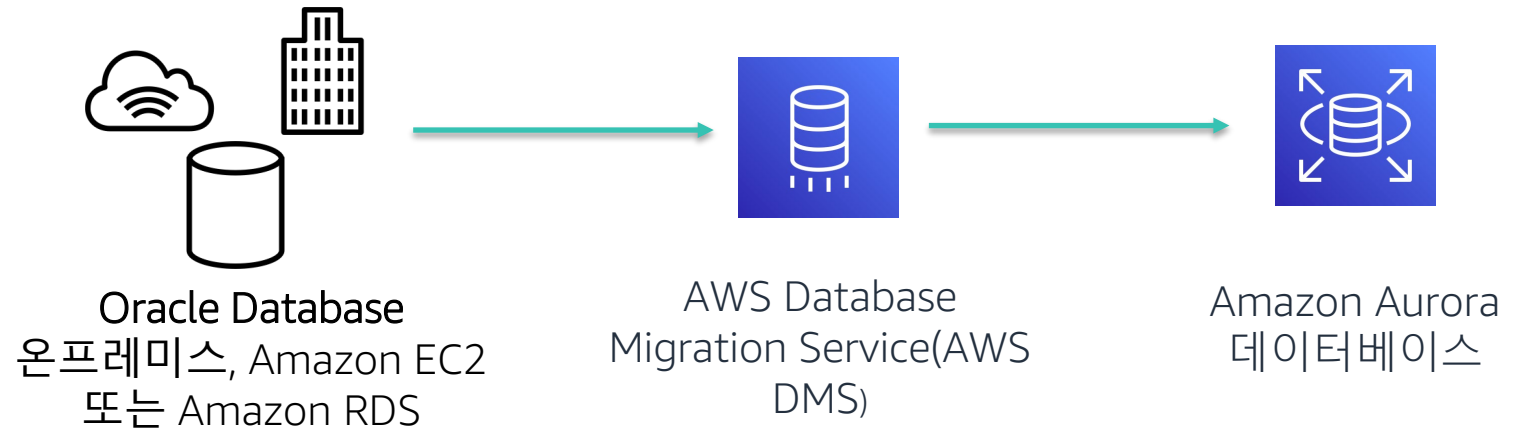 Oracle Database
온프레미스, Amazon EC2
또는 Amazon RDS
AWS Database
Migration Service(AWS
DMS)
Amazon Aurora
데이터베이스